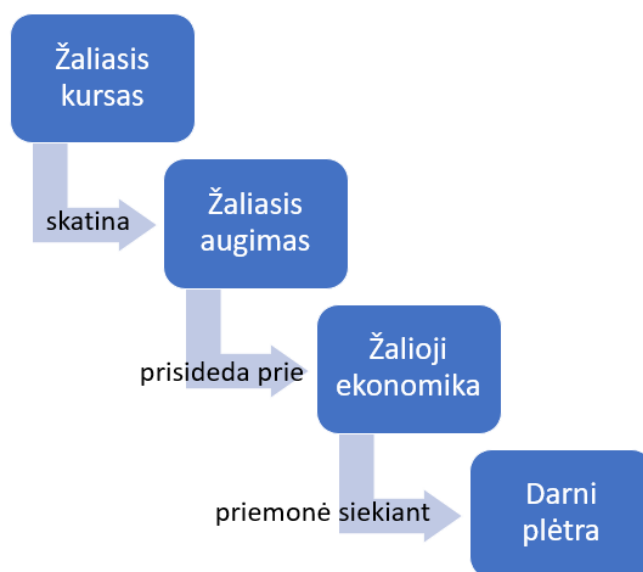 Žaliasis
kursas
skatina
Žaliasis
augimas
prisideda prie
Žalioji
ekonomika
priemonė siekiant
Darni
plėtra